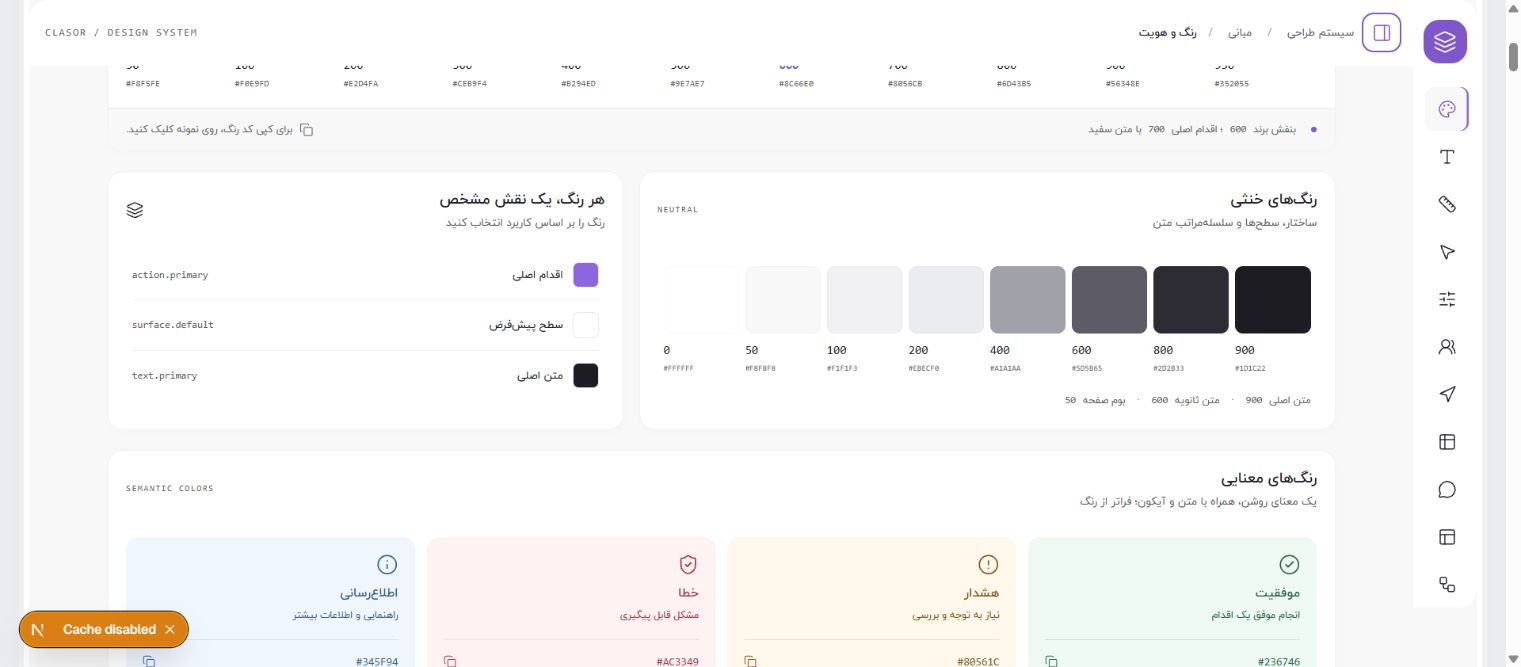 سیستم طراحی / مبانی / رنگ و هویت
CLASOR / DESIGN SYSTEM
#F8F5FE #F0E9FD #E2D4FA #CEB9F4 #B294ED #9E7AE7 #8C66E0 #8056CB #6D43B5 #56348E #352055
بنفش برند 600 ؛ اقدام اصلی 700 با متن سفید
برای کپی کد رنگ، روی نمونه کلیک کنید.
رنگ‌های خنثی
ساختار، سطح‌ها و سلسله‌مراتب متن
NEUTRAL
0 50 100 200 400 600 800 900
#FFFFFF #F8F8F8 #F1F1F3 #EBECF0 #A1A1AA #5D5B65 #2D2B33 #1D1C22
متن اصلی 900 · متن ثانویه 600 · بوم صفحه 50
هر رنگ، یک نقش مشخص
رنگ را بر اساس کاربرد انتخاب کنید
اقدام اصلی action.primary
سطح پیش‌فرض surface.default
متن اصلی text.primary
رنگ‌های معنایی
یک معنای روشن، همراه با متن و آیکون؛ فراتر از رنگ
SEMANTIC COLORS
موفقیت
انجام موفق یک اقدام
#236746
هشدار
نیاز به توجه و بررسی
#80561C
خطا
مشکل قابل پیگیری
#AC3349
اطلاع‌رسانی
راهنمایی و اطلاعات بیشتر
#345F94
Cache disabled